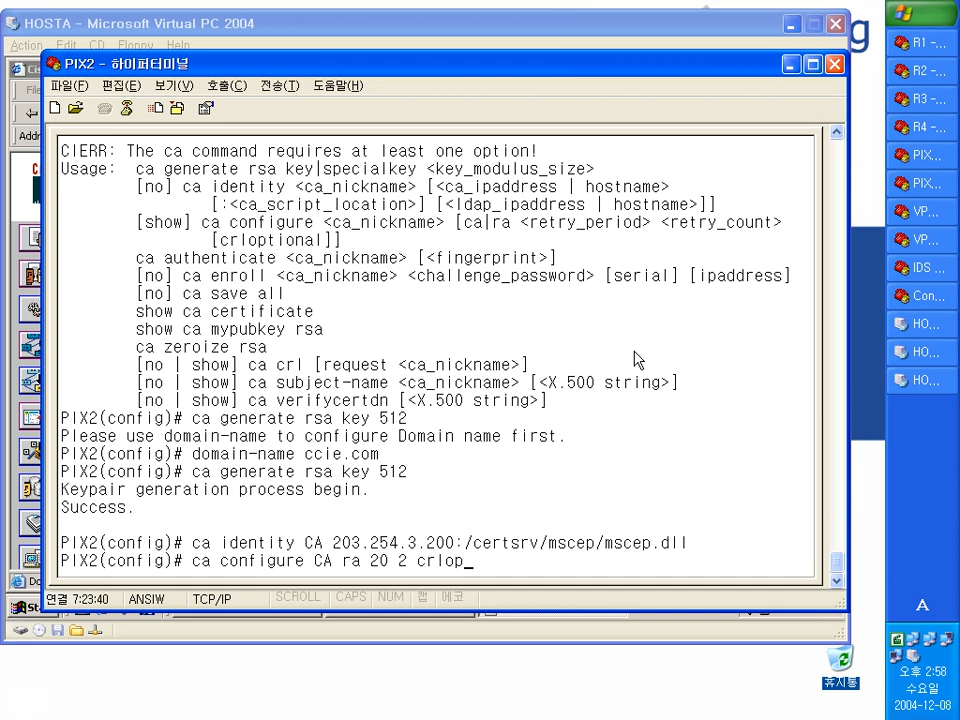 HOSTA - Microsoft Virtual PC 2004
Action Edit CD Floppy Help
PIX2 - 하이퍼터미널
파일(F) 편집(E) 보기(V) 호출(C) 전송(T) 도움말(H)
CIERR: The ca command requires at least one option!
Usage: ca generate rsa key|specialkey <key_modulus_size>
[no] ca identity <ca_nickname> [<ca_ipaddress | hostname>
[:<ca_script_location>] [<ldap_ipaddress | hostname>]]
[show] ca configure <ca_nickname> [ca|ra <retry_period> <retry_count>
[crloptional]]
ca authenticate <ca_nickname> [<fingerprint>]
[no] ca enroll <ca_nickname> <challenge_password> [serial] [ipaddress]
[no] ca save all
show ca certificate
show ca mypubkey rsa
ca zeroize rsa
[no | show] ca crl [request <ca_nickname>]
[no | show] ca subject-name <ca_nickname> [<X.500 string>]
[no | show] ca verifycertdn [<X.500 string>]
PIX2(config)# ca generate rsa key 512
Please use domain-name to configure Domain name first.
PIX2(config)# domain-name ccie.com
PIX2(config)# ca generate rsa key 512
Keypair generation process begin.
Success.
PIX2(config)# ca identity CA 203.254.3.200:/certsrv/mscep/mscep.dll
PIX2(config)# ca configure CA ra 20 2 crlop_
연결 7:23:40 ANSIW TCP/IP SCROLL CAPS NUM 캡 에코
R1 -...
R2 -...
R3 -...
R4 -...
PIX...
PIX...
VP...
VP...
IDS ...
Con...
HO...
HO...
HO...
A
휴지통
오후 2:58
수요일
2004-12-08